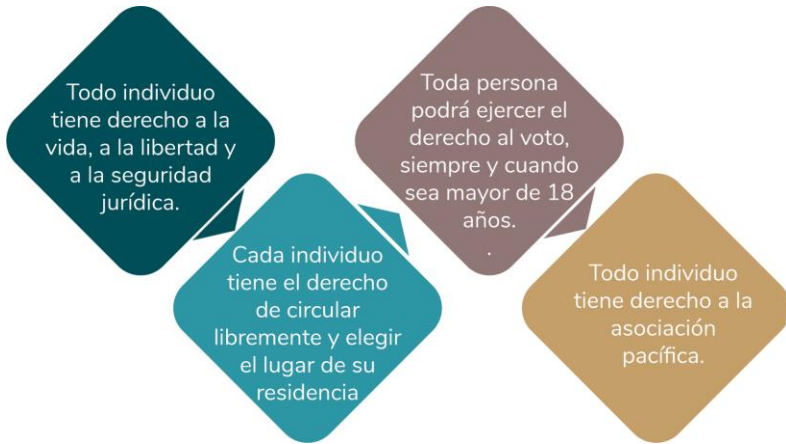 Todo individuo
tiene derecho a la
vida, a la libertad y
a la seguridad
jurídica.
Cada individuo
tiene el derecho
de circular
libremente y elegir
el lugar de su
residencia
Toda persona
podrá ejercer el
derecho al voto,
siempre y cuando
sea mayor de 18
años.
.
Todo individuo
tiene derecho a la
asociación
pacífica.